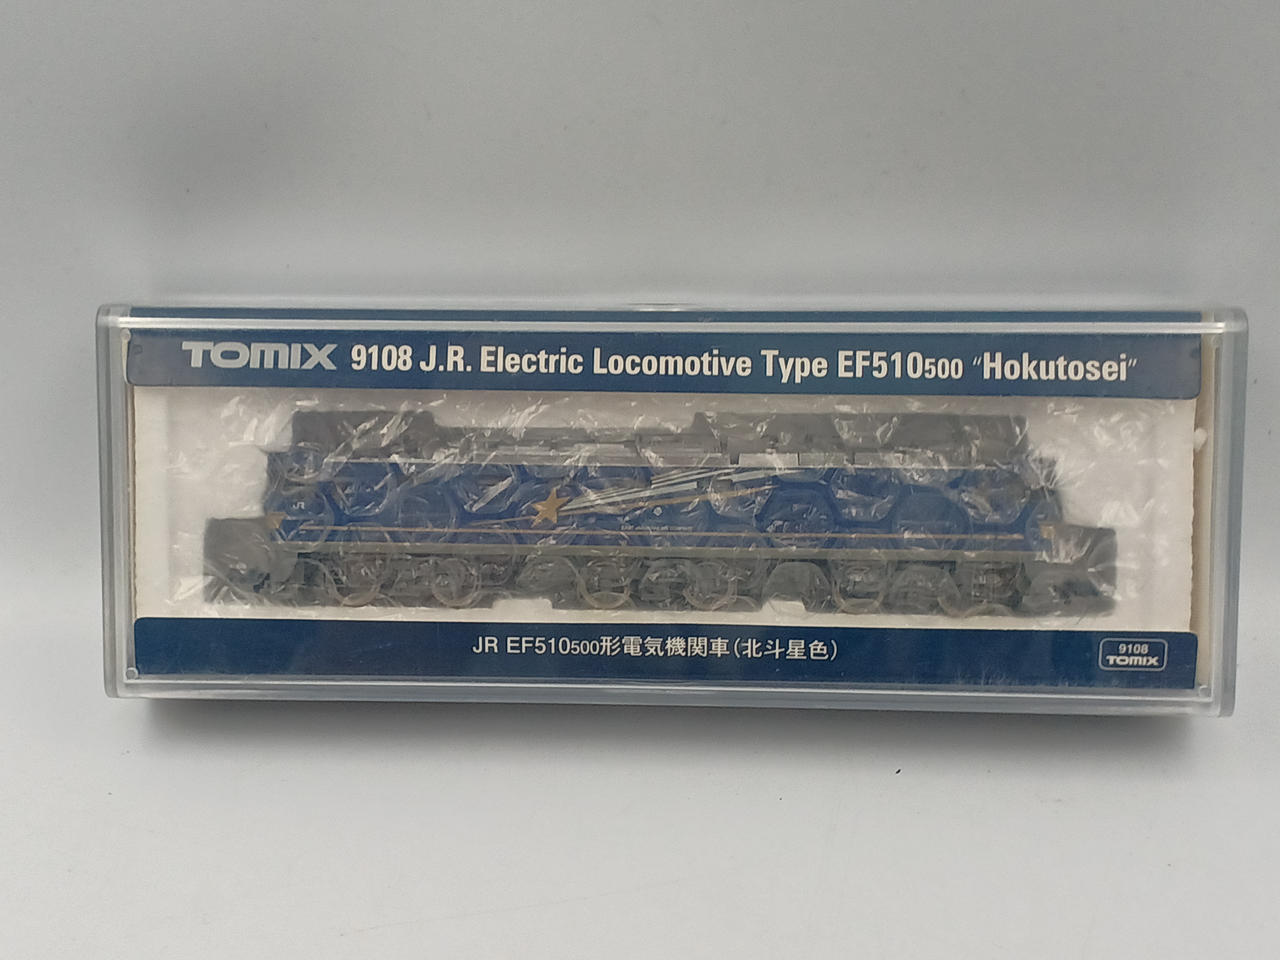 TOMIX 9108 J.R. Electric Locomotive Type EF510500 "Hokutosei"
JR EF510500形電気機関車(北斗星色)
9108
TOMIX